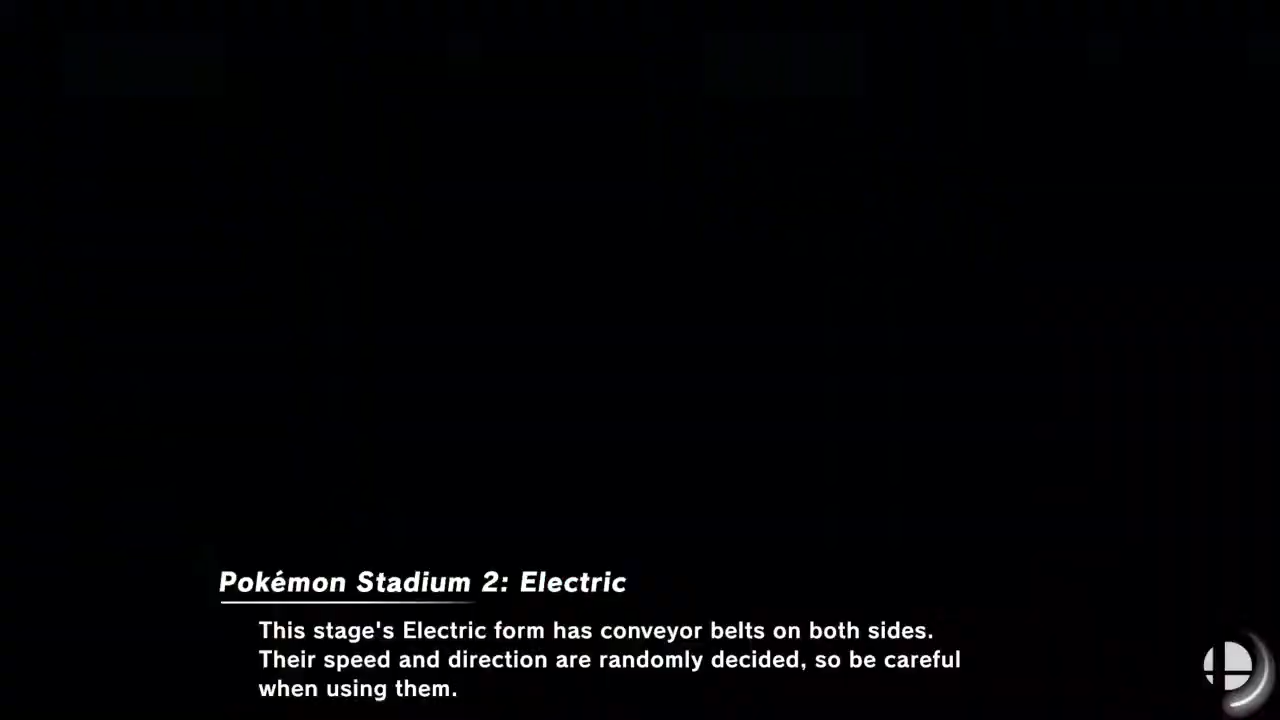 Pokémon Stadium 2: Electric
This stage's Electric form has conveyor belts on both sides.
Their speed and direction are randomly decided, so be careful
when using them.